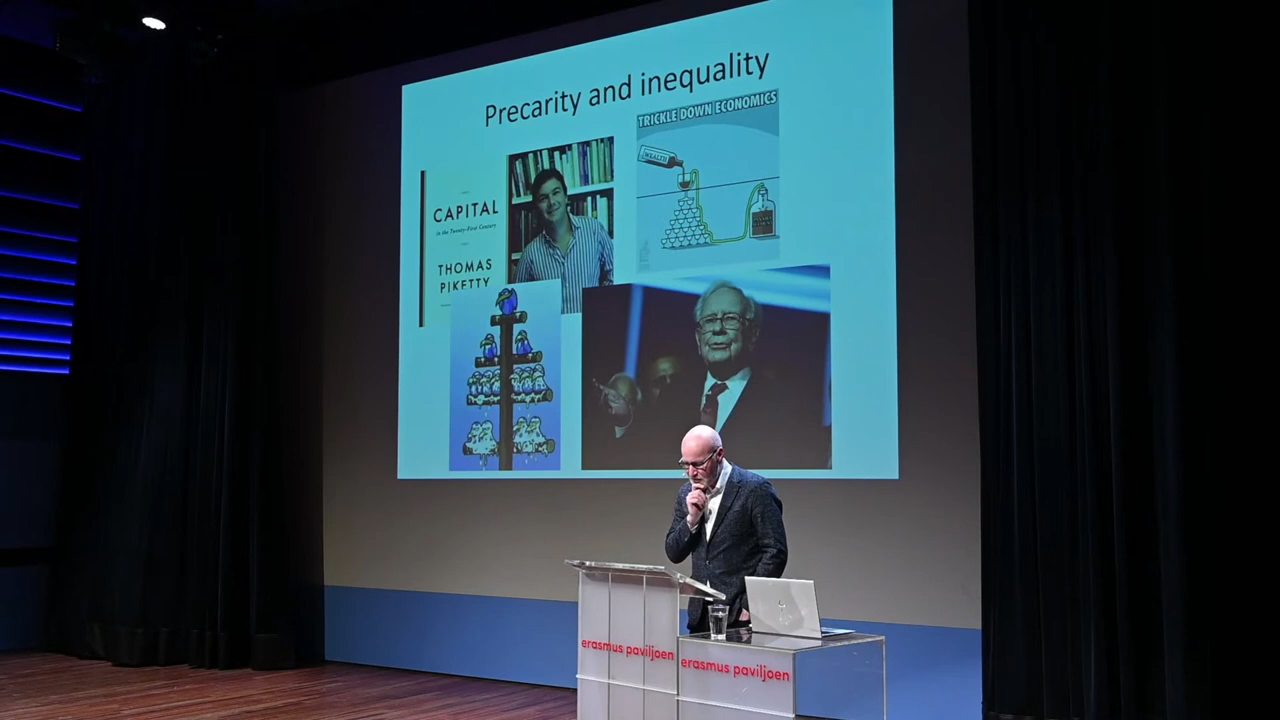 Precarity and inequality
TRICKLE DOWN ECONOMICS
WEALTH
CAPITAL
in the Twenty-First Century
THOMAS
PIKETTY
erasmus paviljoen
erasmus paviljoen